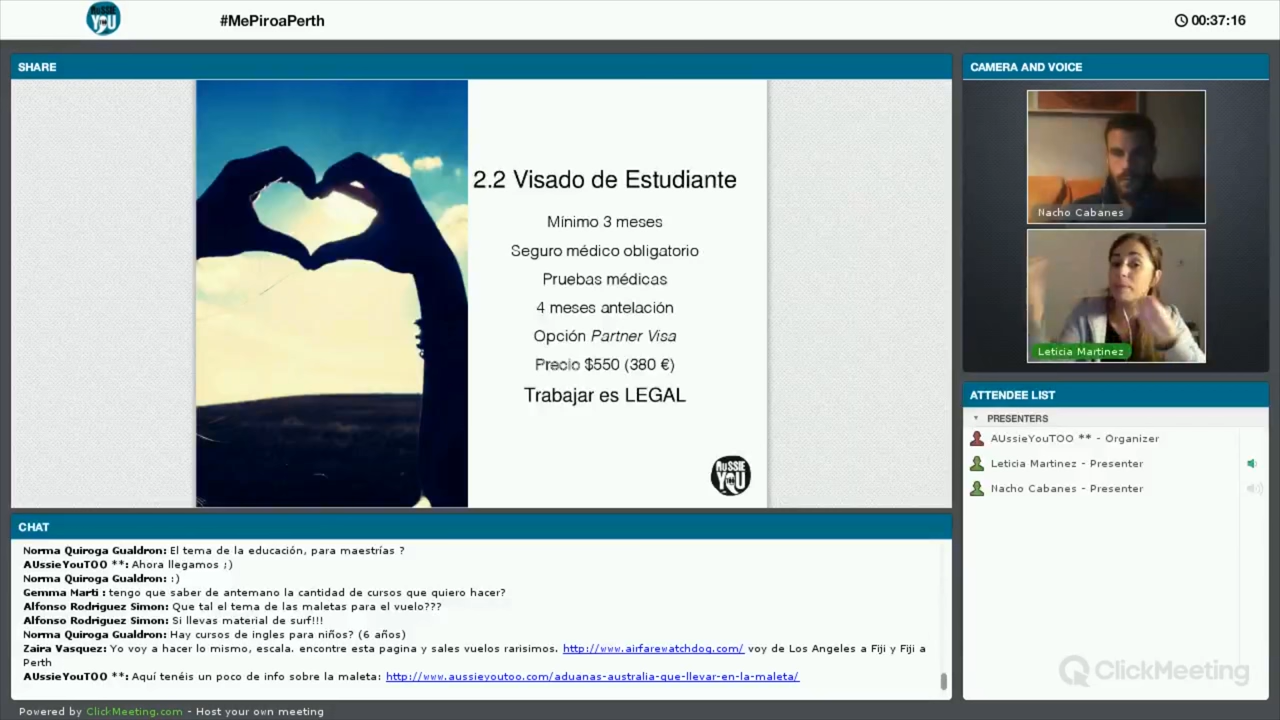 AUSSIE
YOU
TOO
#MePiroaPerth
00:37:16
SHARE
2.2 Visado de Estudiante
Mínimo 3 meses
Seguro médico obligatorio
Pruebas médicas
4 meses antelación
Opción Partner Visa
Precio $550 (380 €)
Trabajar es LEGAL
AUSSIE
YOU
TOO
CAMERA AND VOICE
Nacho Cabanes
Leticia Martinez
ATTENDEE LIST
PRESENTERS
AUssieYouTOO ** - Organizer
Leticia Martinez - Presenter
Nacho Cabanes - Presenter
ClickMeeting
CHAT
Norma Quiroga Gualdron: El tema de la educación, para maestrías ?
AUssieYouTOO **: Ahora llegamos ;)
Norma Quiroga Gualdron: :)
Gemma Marti : tengo que saber de antemano la cantidad de cursos que quiero hacer?
Alfonso Rodriguez Simon: Que tal el tema de las maletas para el vuelo???
Alfonso Rodriguez Simon: Si llevas material de surf!!!
Norma Quiroga Gualdron: Hay cursos de ingles para niños? (6 años)
Zaira Vasquez: Yo voy a hacer lo mismo, escala. encontre esta pagina y sales vuelos rarisimos. http://www.airfarewatchdog.com/ voy de Los Angeles a Fiji y Fiji a
Perth
AUssieYouTOO **: Aquí tenéis un poco de info sobre la maleta: http://www.aussieyoutoo.com/aduanas-australia-que-llevar-en-la-maleta/
Powered by ClickMeeting.com - Host your own meeting